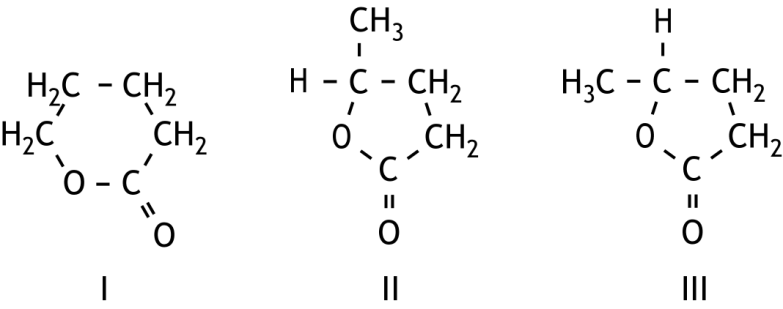 H₂C – CH₂
H₂C CH₂
O – C
O
I
CH₃
H – C – CH₂
O CH₂
C
O
II
H
H₃C – C – CH₂
O CH₂
C
O
III